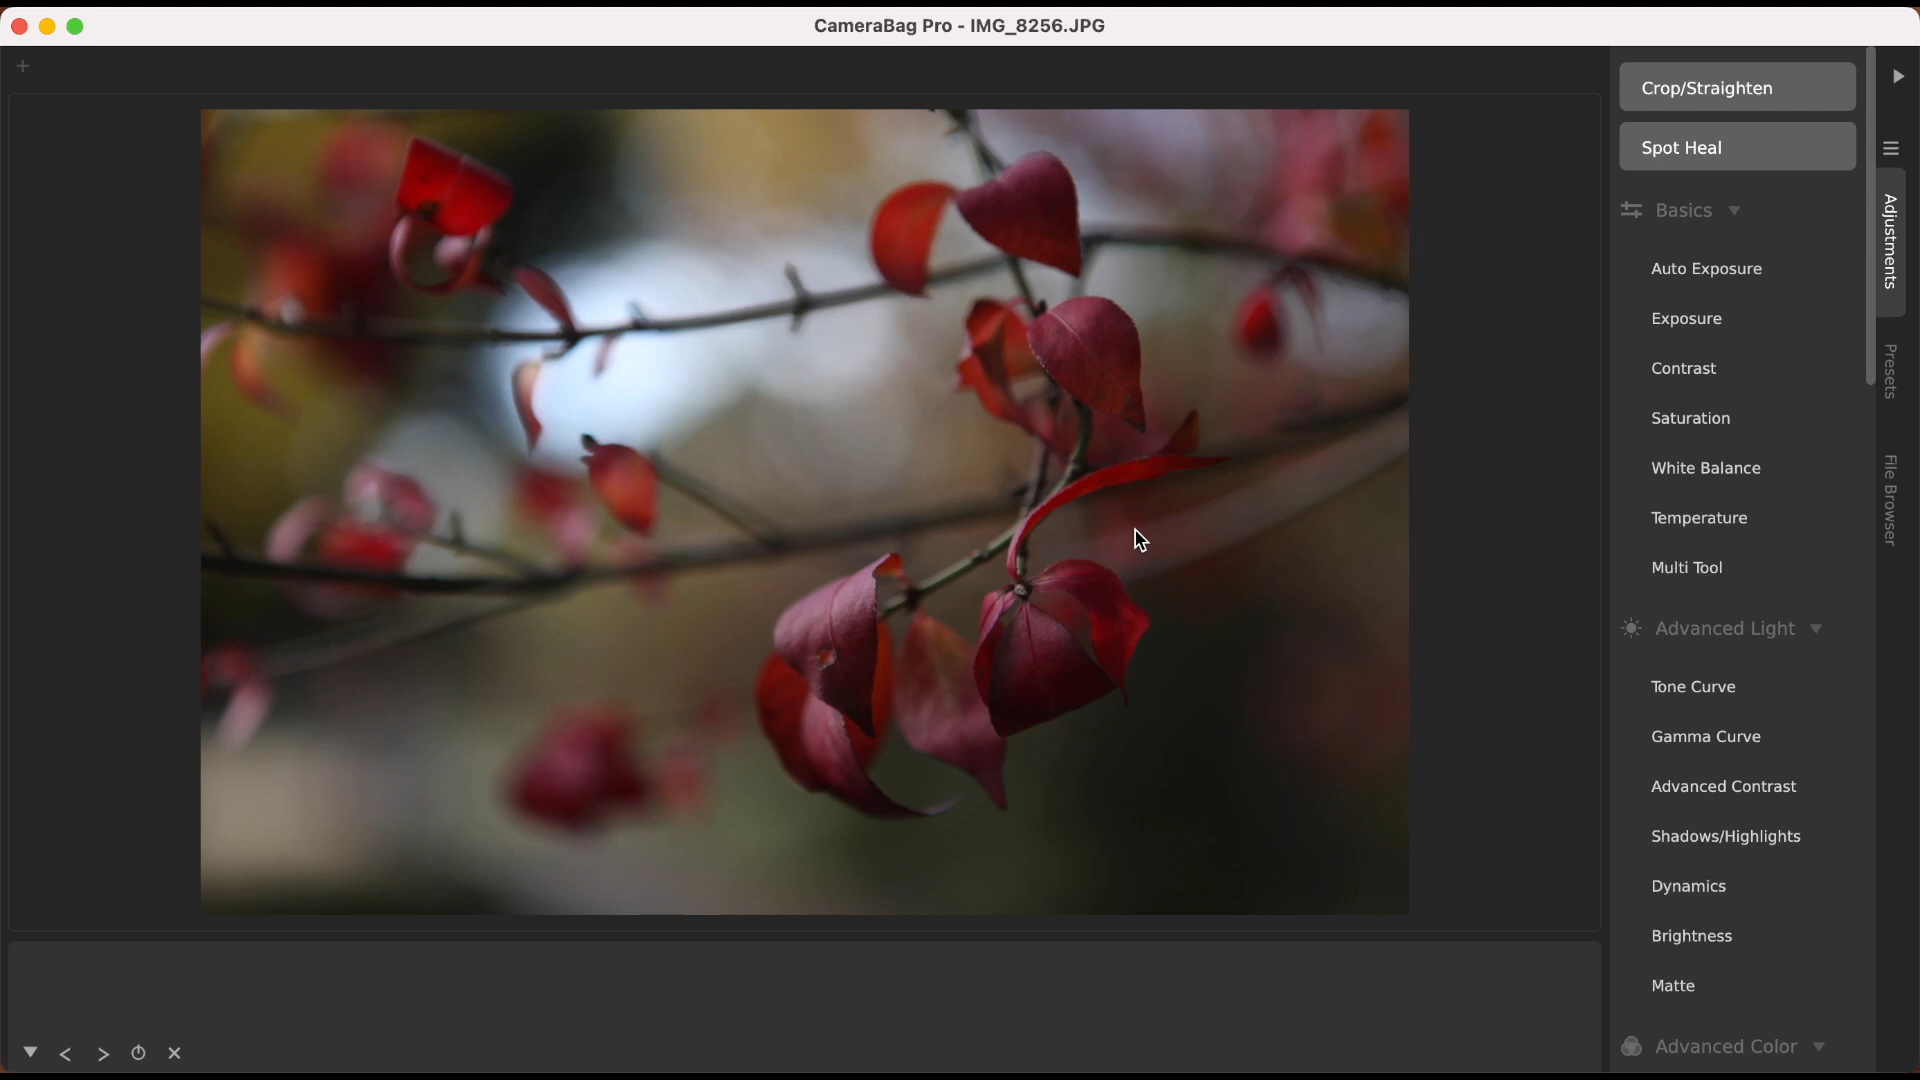 CameraBag Pro - IMG_8256.JPG
Crop/Straighten
Spot Heal
Basics
Auto Exposure
Exposure
Contrast
Saturation
White Balance
Temperature
Multi Tool
Advanced Light
Tone Curve
Gamma Curve
Advanced Contrast
Shadows/Highlights
Dynamics
Brightness
Matte
Advanced Color
Adjustments
Presets
File Browser